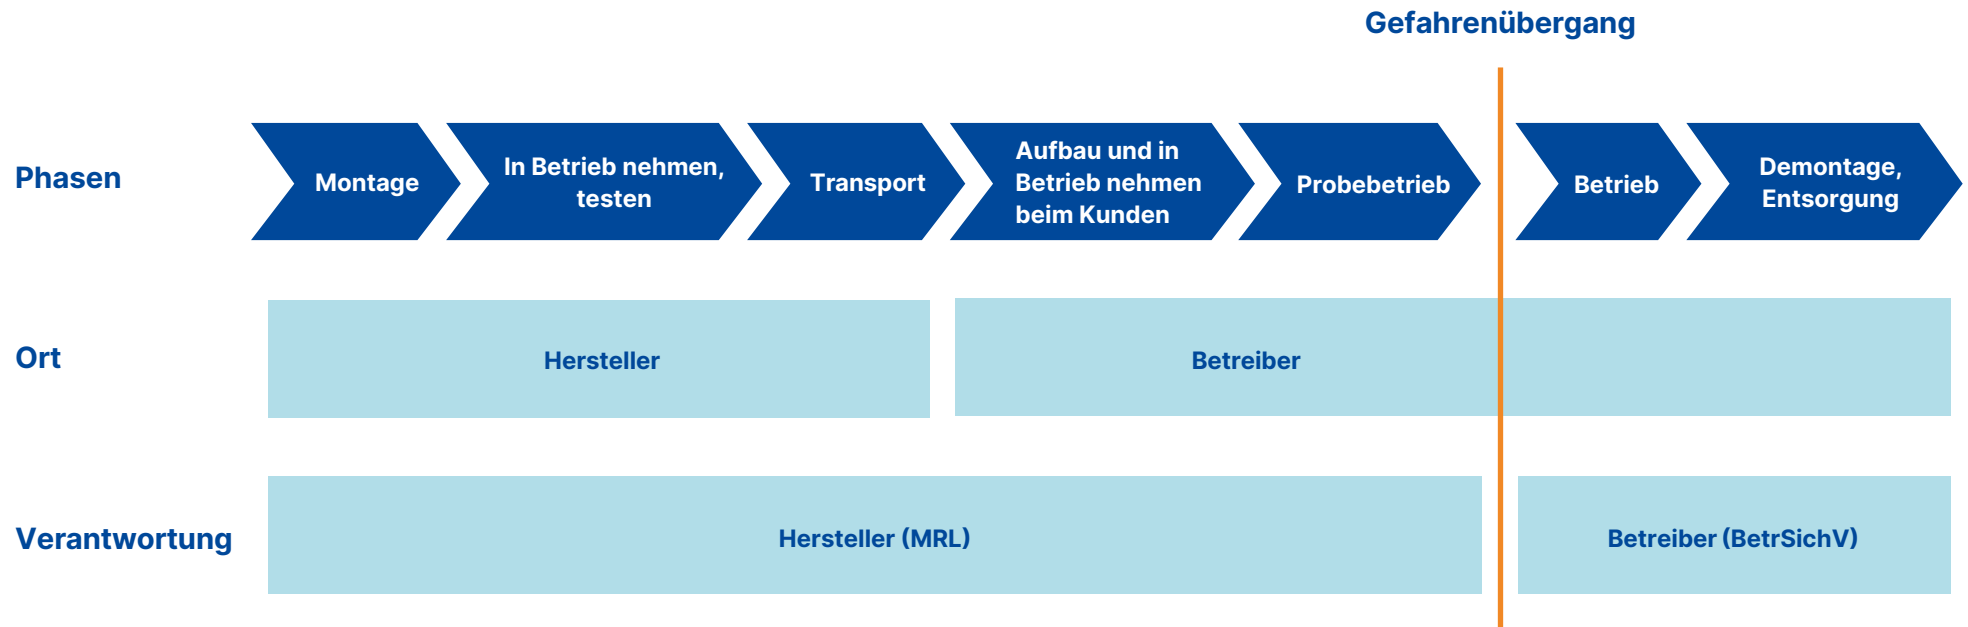 Gefahrenübergang
Phasen
Montage
In Betrieb nehmen,
testen
Transport
Aufbau und in
Betrieb nehmen
beim Kunden
Probebetrieb
Betrieb
Demontage,
Entsorgung
Ort
Hersteller
Betreiber
Verantwortung
Hersteller (MRL)
Betreiber (BetrSichV)